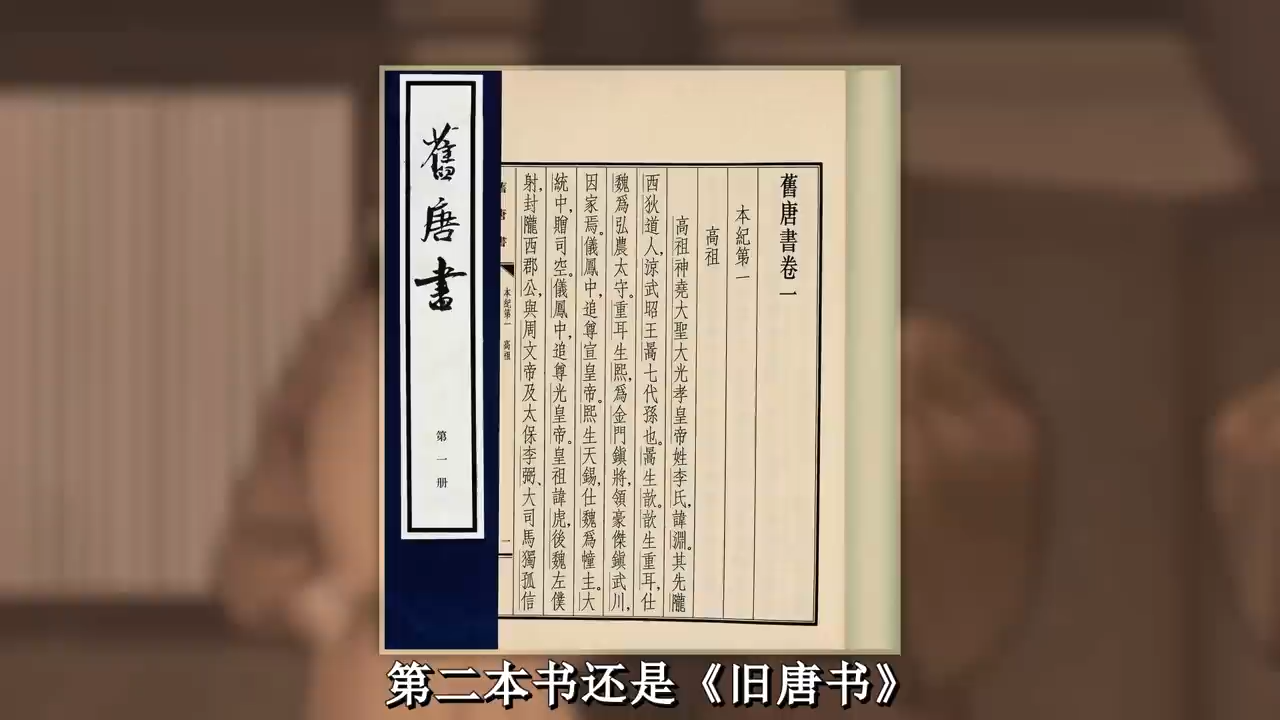 舊唐書
第一册
舊唐書卷一
本紀第一
高祖
高祖神堯大聖大光孝皇帝姓李氏，諱淵。其先隴
西狄道人，涼武昭王暠七代孫也。暠生歆。歆生重耳，仕
魏爲弘農太守。重耳生熙，爲金門鎮將，領豪傑鎮武川，
因家焉。儀鳳中，追尊宣皇帝。熙生天錫，仕魏爲幢主。大
統中，贈司空。儀鳳中，追尊光皇帝。皇祖諱虎，後魏左僕
射，封隴西郡公，與周文帝及太保李弼、大司馬獨孤信
本紀第一 高祖
一
第二本书还是《旧唐书》